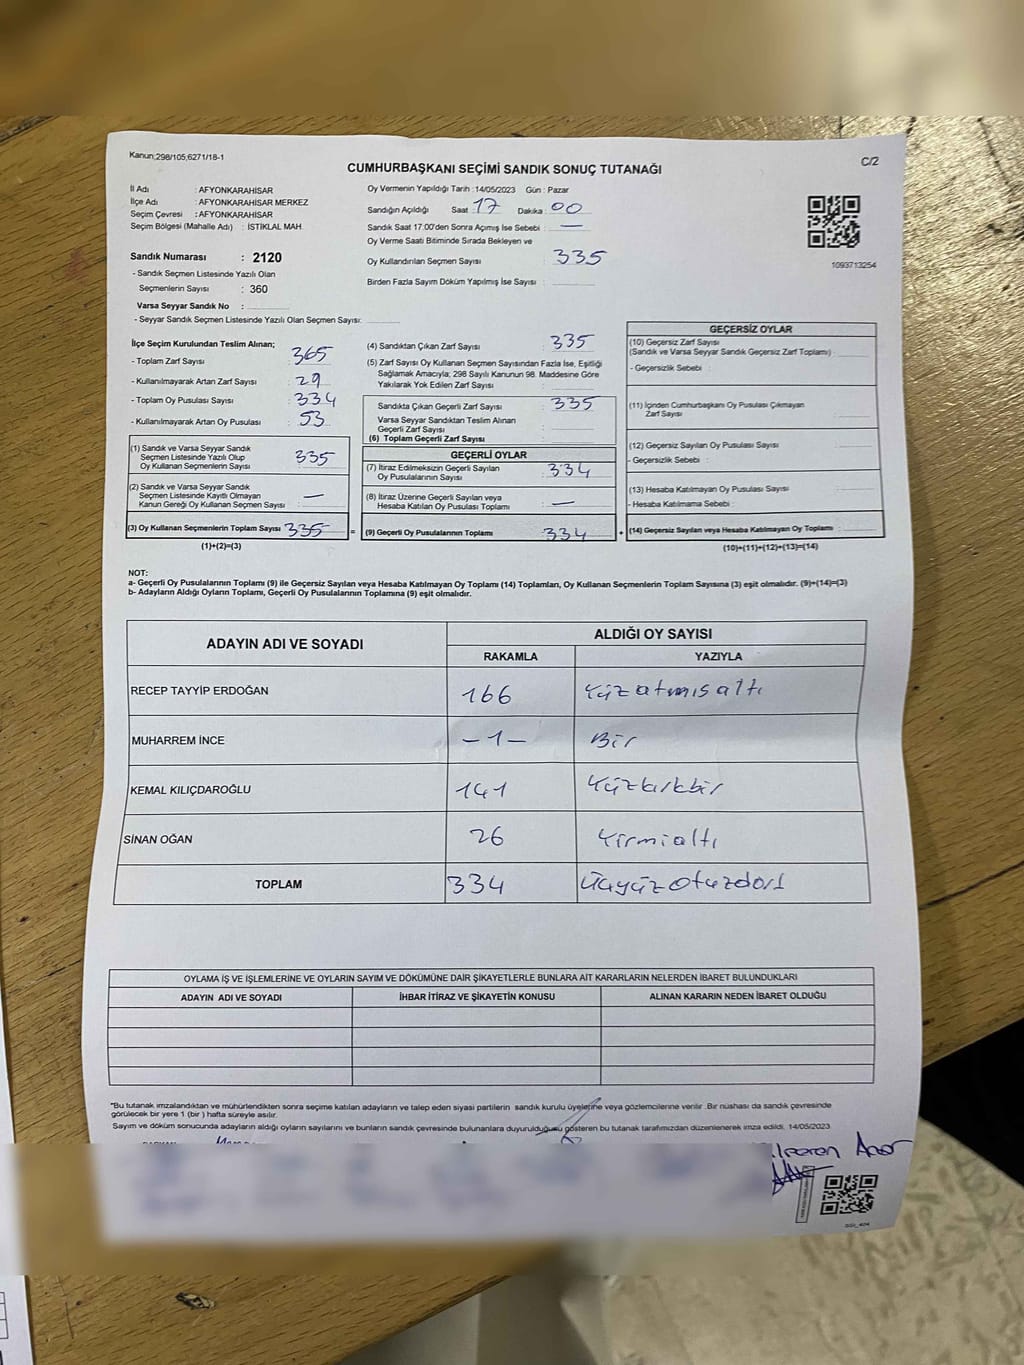 Kanun;298/105,6271/18-1
C/2
CUMHURBAŞKANI SEÇİMİ SANDIK SONUÇ TUTANAĞI
İl Adı : AFYONKARAHİSAR
İlçe Adı : AFYONKARAHİSAR MERKEZ
Seçim Çevresi : AFYONKARAHİSAR
Seçim Bölgesi (Mahalle Adı) : İSTİKLAL MAH.
Oy Vermenin Yapıldığı Tarih :14/05/2023 Gün : Pazar
Sandığın Açıldığı Saat : 17 Dakika : 00
Sandık Saat 17.00'den Sonra Açımış İse Sebebi : —
Oy Verme Saati Bitiminde Sırada Bekleyen ve
Oy Kullandırılan Seçmen Sayısı : 335
Birden Fazla Sayım Döküm Yapılmış İse Sayısı :
1093713254
Sandık Numarası : 2120
- Sandık Seçmen Listesinde Yazılı Olan
Seçmenlerin Sayısı : 360
Varsa Seyyar Sandık No :
- Seyyar Sandık Seçmen Listesinde Yazılı Olan Seçmen Sayısı:
İlçe Seçim Kurulundan Teslim Alınan;
- Toplam Zarf Sayısı : 365
- Kullanılmayarak Artan Zarf Sayısı : 29
- Toplam Oy Pusulası Sayısı : 334
- Kullanılmayarak Artan Oy Pusulası : 53
(1) Sandık ve Varsa Seyyar Sandık
Seçmen Listesinde Yazılı Olup
Oy Kullanan Seçmenlerin Sayısı : 335
(2) Sandık ve Varsa Seyyar Sandık
Seçmen Listesinde Kayıtlı Olmayan
Kanun Gereği Oy Kullanan Seçmen Sayısı : —
(3) Oy Kullanan Seçmenlerin Toplam Sayısı : 335
(1)+(2)=(3)
(4) Sandıktan Çıkan Zarf Sayısı : 335
(5) Zarf Sayısı Oy Kullanan Seçmen Sayısından Fazla İse, Eşitliği
Sağlamak Amacıyla; 298 Sayılı Kanunun 98. Maddesine Göre
Yakılarak Yok Edilen Zarf Sayısı :
Sandıkta Çıkan Geçerli Zarf Sayısı : 335
Varsa Seyyar Sandıktan Teslim Alınan
Geçerli Zarf Sayısı :
(6) Toplam Geçerli Zarf Sayısı :
GEÇERLİ OYLAR
(7) İtiraz Edilmeksizin Geçerli Sayılan
Oy Pusulalarının Sayısı : 334
(8) İtiraz Üzerine Geçerli Sayılan veya
Hesaba Katılan Oy Pusulası Toplamı : —
= (9) Geçerli Oy Pusulalarının Toplamı : 334
GEÇERSİZ OYLAR
(10) Geçersiz Zarf Sayısı
(Sandık ve Varsa Seyyar Sandık Geçersiz Zarf Toplamı) :
- Geçersizlik Sebebi :
(11) İçinden Cumhurbaşkanı Oy Pusulası Çıkmayan
Zarf Sayısı :
(12) Geçersiz Sayılan Oy Pusulası Sayısı :
- Geçersizlik Sebebi :
(13) Hesaba Katılmayan Oy Pusulası Sayısı :
- Hesaba Katılmama Sebebi :
+ (14) Geçersiz Sayılan veya Hesaba Katılmayan Oy Toplamı :
(10)+(11)+(12)+(13)=(14)
NOT:
a- Geçerli Oy Pusulalarının Toplamı (9) ile Geçersiz Sayılan veya Hesaba Katılmayan Oy Toplamı (14) Toplamları, Oy Kullanan Seçmenlerin Toplam Sayısına (3) eşit olmalıdır. (9)+(14)=(3)
b- Adayların Aldığı Oyların Toplamı, Geçerli Oy Pusulalarının Toplamına (9) eşit olmalıdır.
ADAYIN ADI VE SOYADI ALDIĞI OY SAYISI
RAKAMLA YAZIYLA
RECEP TAYYİP ERDOĞAN 166 Yüzatmışaltı
MUHARREM İNCE -1- Bir
KEMAL KILIÇDAROĞLU 141 Yüzkırkbir
SİNAN OĞAN 26 Yirmialtı
TOPLAM 334 Üçyüzotuzdört
OYLAMA İŞ VE İŞLEMLERİNE VE OYLARIN SAYIM VE DÖKÜMÜNE DAİR ŞİKAYETLERLE BUNLARA AİT KARARLARIN NELERDEN İBARET BULUNDUKLARI
ADAYIN ADI VE SOYADI İHBAR İTİRAZ VE ŞİKAYETİN KONUSU ALINAN KARARIN NEDEN İBARET OLDUĞU
*Bu tutanak imzalandıktan ve mühürlendikten sonra seçime katılan adayların ve talep eden siyasi partilerin sandık kurulu üyelerine veya gözlemcilerine verilir .Bir nüshası da sandık çevresinde
görülecek bir yere 1 (bir ) hafta süreyle asılır.
Sayım ve döküm sonucunda adayların aldığı oyların sayılarını ve bunların sandık çevresinde bulunanlara duyurulduğunu gösteren bu tutanak tarafımızdan düzenlenerek imza edildi. 14/05/2023